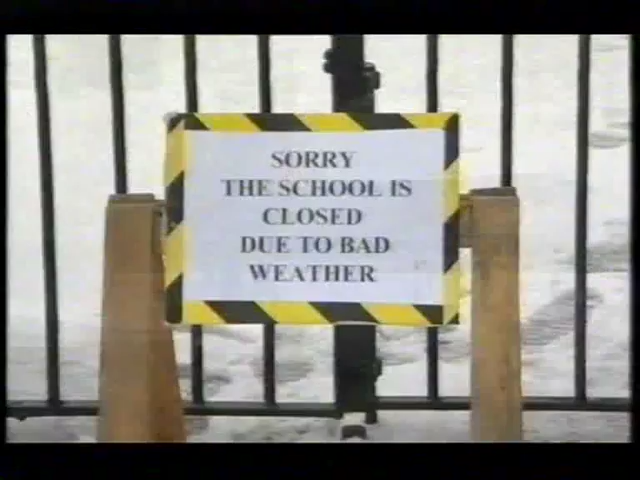 SORRY
THE SCHOOL IS
CLOSED
DUE TO BAD
WEATHER